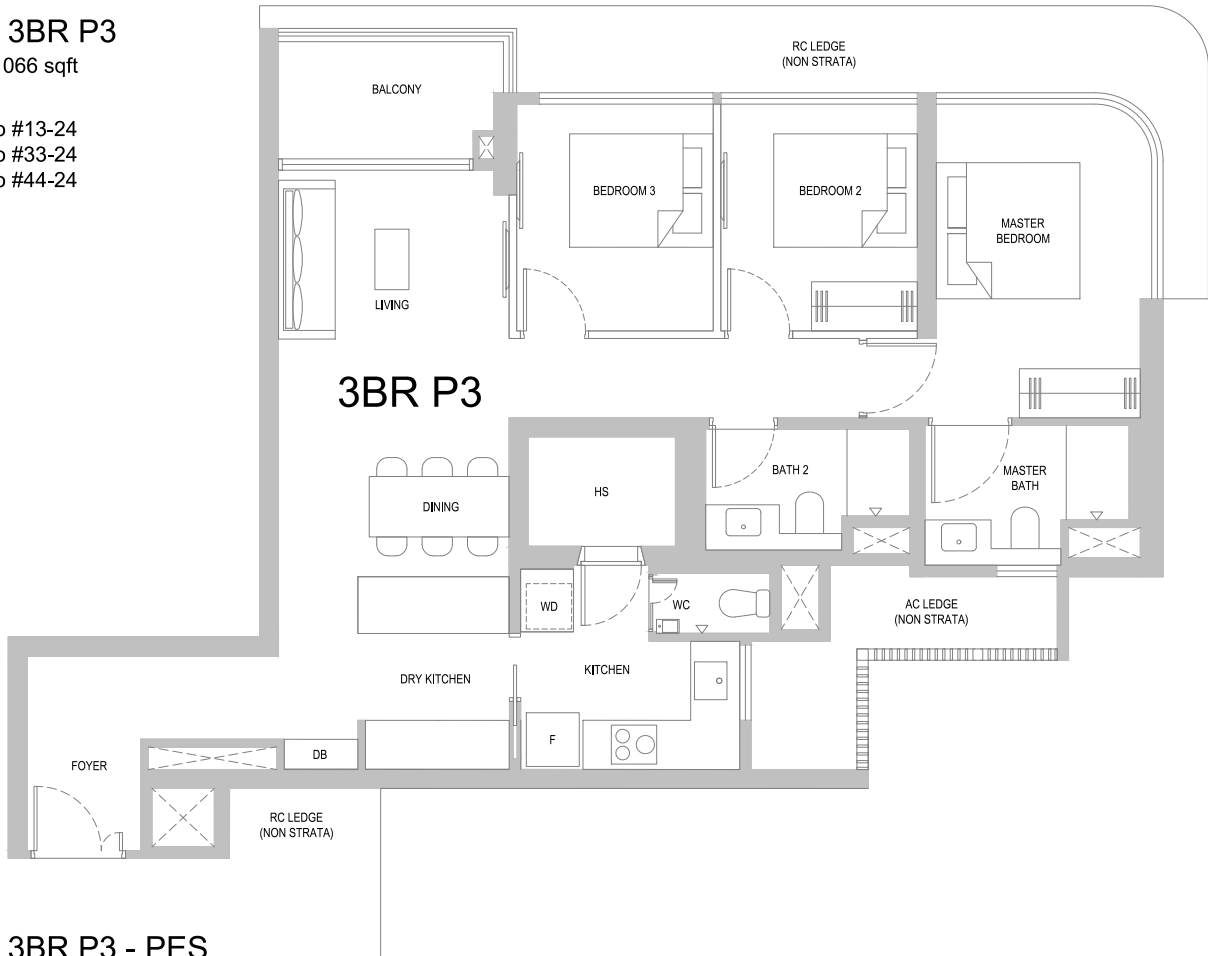 3BR P3
066 sqft
#13-24
#33-24
#44-24
RC LEDGE
(NON STRATA)
BALCONY
BEDROOM 3
BEDROOM 2
MASTER
BEDROOM
LIVING
3BR P3
BATH 2
MASTER
BATH
HS
DINING
WD
WC
AC LEDGE
(NON STRATA)
DRY KITCHEN
KITCHEN
F
DB
FOYER
RC LEDGE
(NON STRATA)
3BR P3 - PES